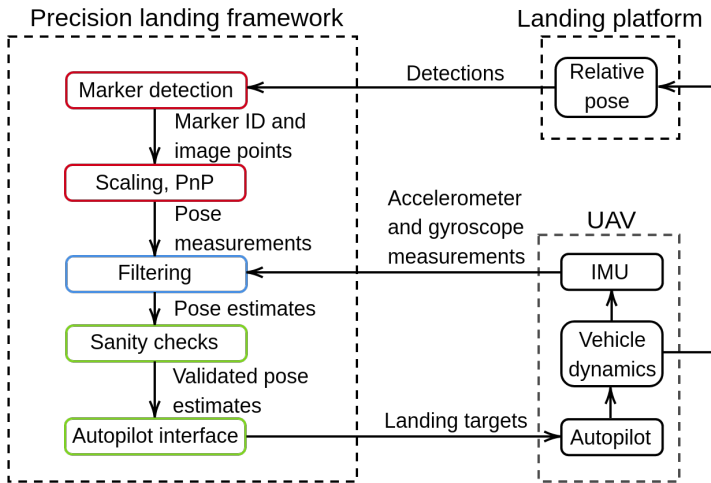 Precision landing framework
Landing platform
Marker detection
Detections
Relative
pose
Marker ID and
image points
Scaling, PnP
Pose
measurements
Accelerometer
and gyroscope
measurements
UAV
Filtering
IMU
Pose estimates
Sanity checks
Vehicle
dynamics
Validated pose
estimates
Autopilot interface
Landing targets
Autopilot